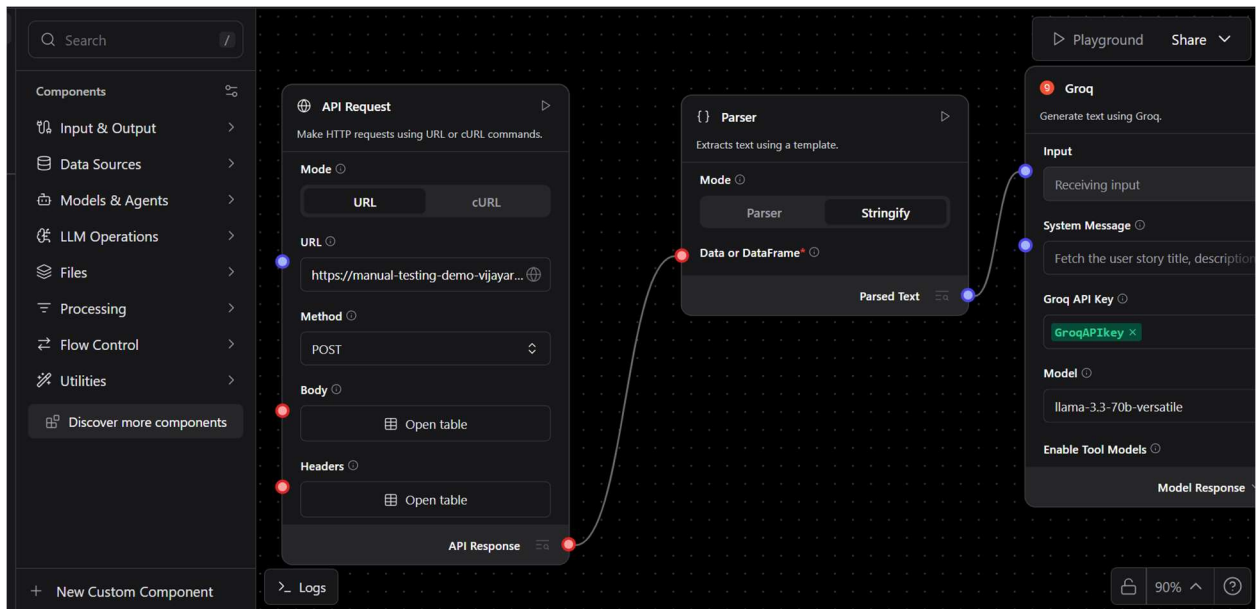 Search /
Components
Input & Output
Data Sources
Models & Agents
LLM Operations
Files
Processing
Flow Control
Utilities
Discover more components
+ New Custom Component
API Request
Make HTTP requests using URL or cURL commands.
Mode
URL cURL
URL
https://manual-testing-demo-vijayar...
Method
POST
Body
Open table
Headers
Open table
API Response
>_ Logs
{ } Parser
Extracts text using a template.
Mode
Parser Stringify
Data or DataFrame*
Parsed Text
Playground Share
Groq
Generate text using Groq.
Input
Receiving input
System Message
Fetch the user story title, description
Groq API Key
GroqAPIkey ×
Model
llama-3.3-70b-versatile
Enable Tool Models
Model Response
90% ?